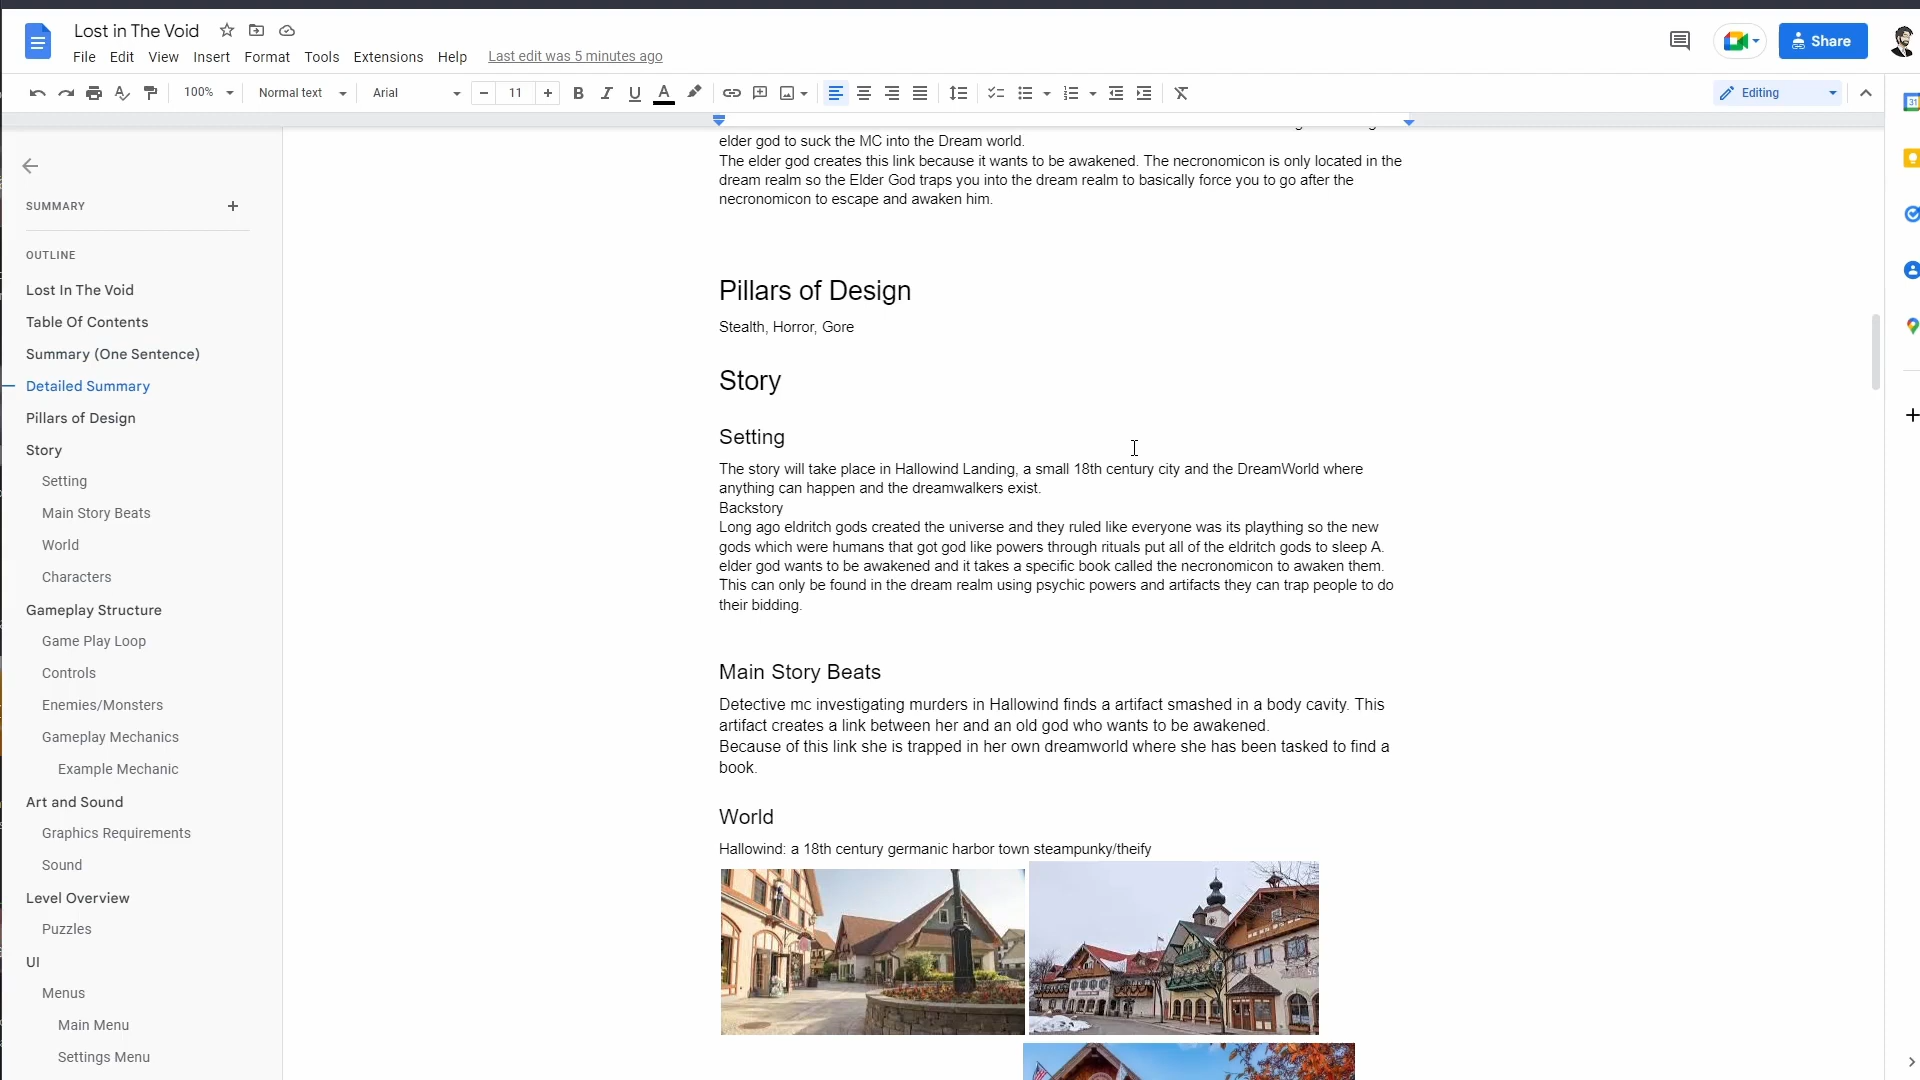 Lost in The Void
File Edit View Insert Format Tools Extensions Help Last edit was 5 minutes ago
Share
100% Normal text Arial 11 Editing
SUMMARY
OUTLINE
Lost In The Void
Table Of Contents
Summary (One Sentence)
Detailed Summary
Pillars of Design
Story
Setting
Main Story Beats
World
Characters
Gameplay Structure
Game Play Loop
Controls
Enemies/Monsters
Gameplay Mechanics
Example Mechanic
Art and Sound
Graphics Requirements
Sound
Level Overview
Puzzles
UI
Menus
Main Menu
Settings Menu
elder god to suck the MC into the Dream world.
The elder god creates this link because it wants to be awakened. The necronomicon is only located in the
dream realm so the Elder God traps you into the dream realm to basically force you to go after the
necronomicon to escape and awaken him.
Pillars of Design
Stealth, Horror, Gore
Story
Setting
The story will take place in Hallowind Landing, a small 18th century city and the DreamWorld where
anything can happen and the dreamwalkers exist.
Backstory
Long ago eldritch gods created the universe and they ruled like everyone was its plaything so the new
gods which were humans that got god like powers through rituals put all of the eldritch gods to sleep A.
elder god wants to be awakened and it takes a specific book called the necronomicon to awaken them.
This can only be found in the dream realm using psychic powers and artifacts they can trap people to do
their bidding.
Main Story Beats
Detective mc investigating murders in Hallowind finds a artifact smashed in a body cavity. This
artifact creates a link between her and an old god who wants to be awakened.
Because of this link she is trapped in her own dreamworld where she has been tasked to find a
book.
World
Hallowind: a 18th century germanic harbor town steampunky/theify
31